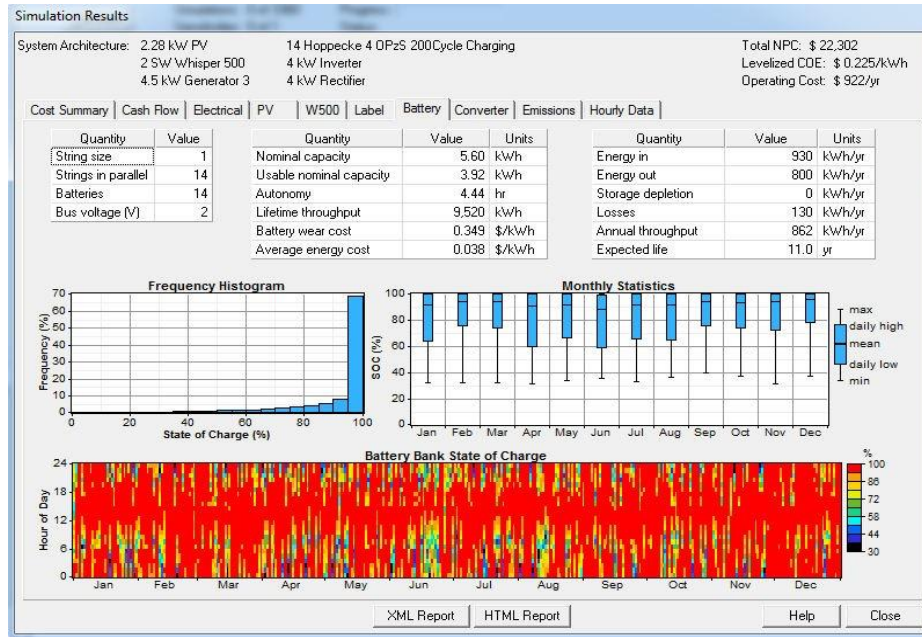 Simulation Results
System Architecture: 2.28 kW PV 14 Hoppecke 4 OPzS 200Cycle Charging Total NPC: $ 22,302
2 SW Whisper 500 4 kW Inverter Levelized COE: $ 0.225/kWh
4.5 kW Generator 3 4 kW Rectifier Operating Cost: $ 922/yr
Cost Summary Cash Flow Electrical PV W500 Label Battery Converter Emissions Hourly Data
Quantity Value
String size 1
Strings in parallel 14
Batteries 14
Bus voltage (V) 2
Quantity Value Units
Nominal capacity 5.60 kWh
Usable nominal capacity 3.92 kWh
Autonomy 4.44 hr
Lifetime throughput 9,520 kWh
Battery wear cost 0.349 $/kWh
Average energy cost 0.038 $/kWh
Quantity Value Units
Energy in 930 kWh/yr
Energy out 800 kWh/yr
Storage depletion 0 kWh/yr
Losses 130 kWh/yr
Annual throughput 862 kWh/yr
Expected life 11.0 yr
Frequency Histogram
Frequency (%)
70
60
50
40
30
20
10
0
0 20 40 60 80 100
State of Charge (%)
Monthly Statistics
SOC (%)
100
80
60
40
20
0
Jan Feb Mar Apr May Jun Jul Aug Sep Oct Nov Dec
max
daily high
mean
daily low
min
Battery Bank State of Charge
Hour of Day
24
18
12
6
0
Jan Feb Mar Apr May Jun Jul Aug Sep Oct Nov Dec
%
100
86
72
58
44
30
XML Report HTML Report Help Close